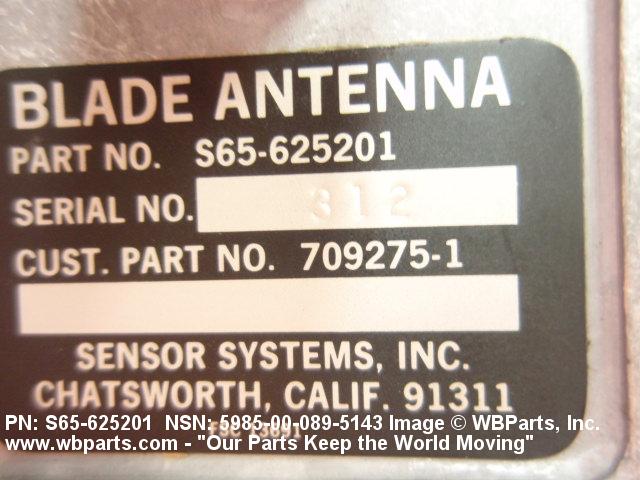 BLADE ANTENNA
PART NO. S65-625201
SERIAL NO. 312
CUST. PART NO. 709275-1
SENSOR SYSTEMS, INC.
CHATSWORTH, CALIF. 91311
PN: S65-625201 NSN: 5985-00-089-5143 Image © WBParts, Inc.
www.wbparts.com - "Our Parts Keep the World Moving"